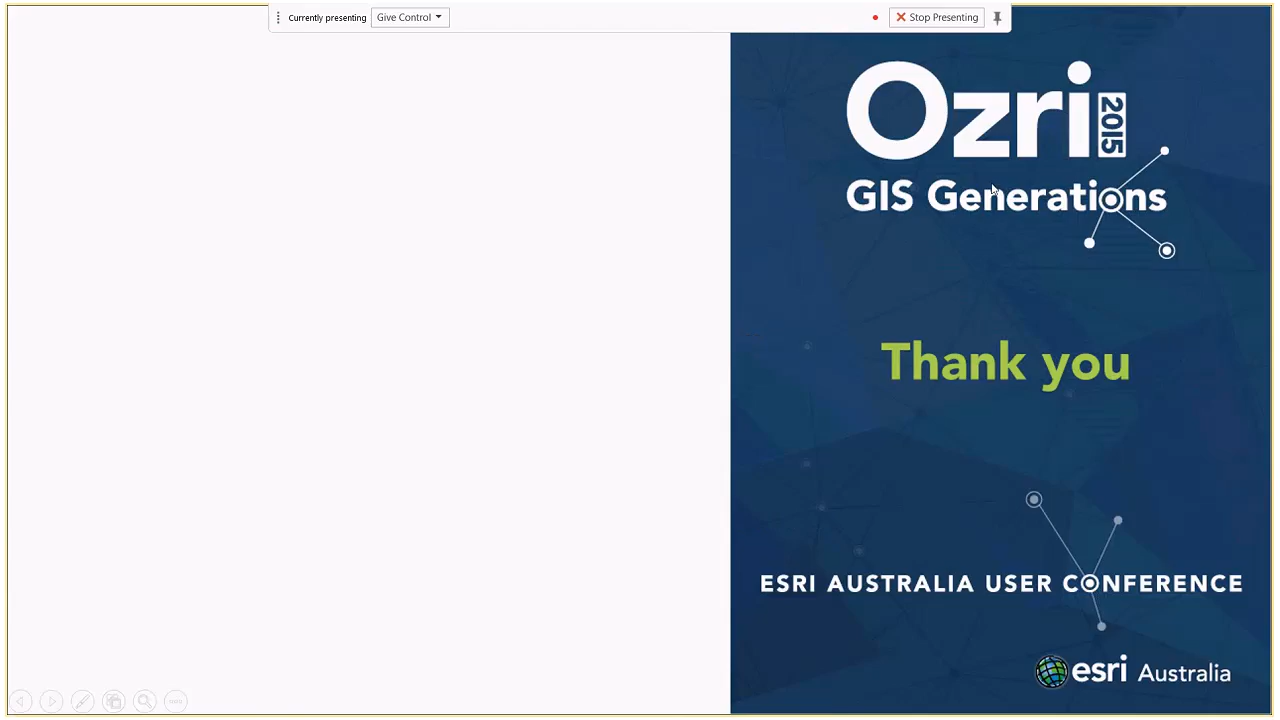 Currently presenting Give Control Stop Presenting
Ozri 2015
GIS Generations
Thank you
ESRI AUSTRALIA USER CONFERENCE
esri Australia